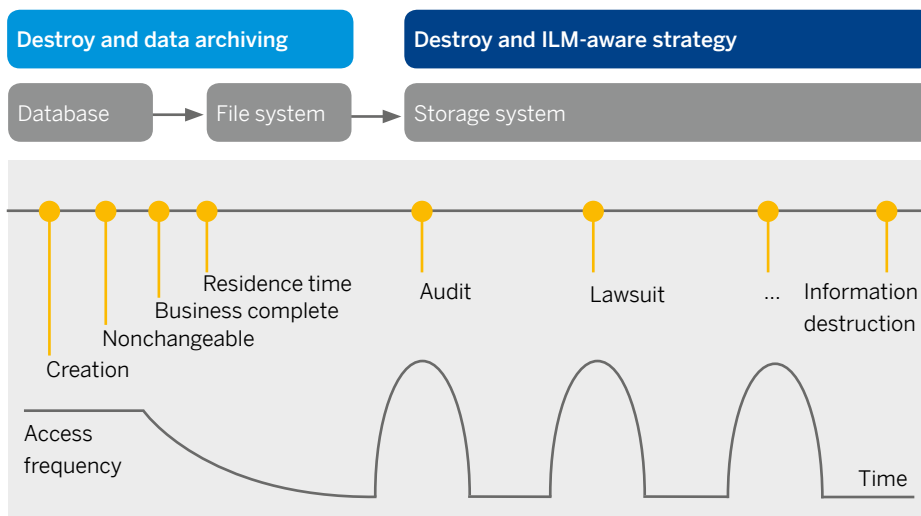 Destroy and data archiving
Destroy and ILM-aware strategy
Database
File system
Storage system
Residence time
Business complete
Nonchangeable
Creation
Audit
Lawsuit
...
Information
destruction
Access
frequency
Time